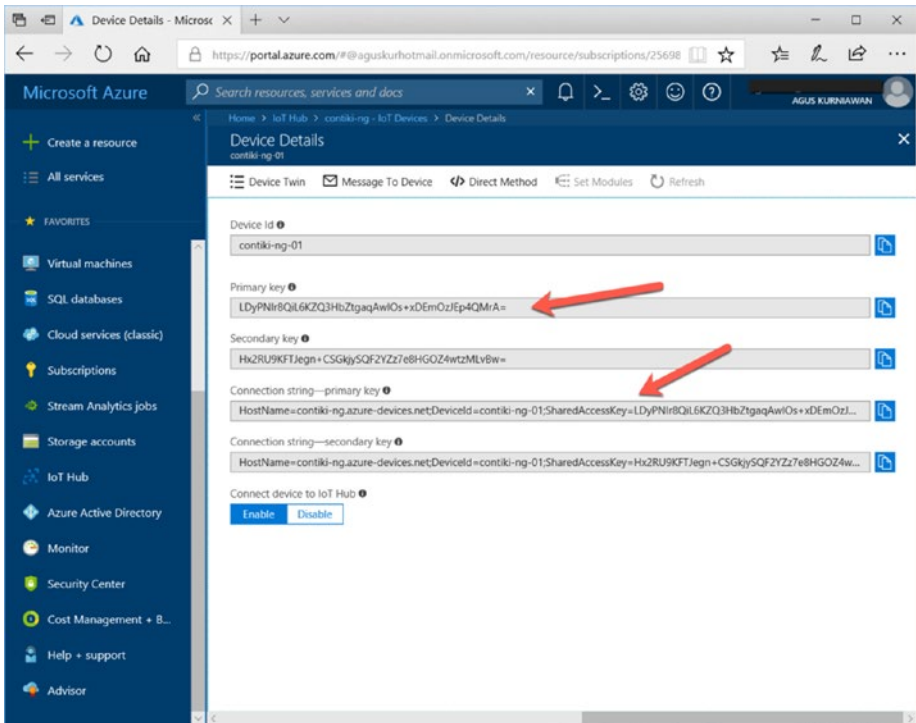 Device Details - Microsc
https://portal.azure.com/#@aguskurhotmail.onmicrosoft.com/resource/subscriptions/25698
Microsoft Azure
Search resources, services and docs
AGUS KURNIAWAN
Home > IoT Hub > contiki-ng - IoT Devices > Device Details
Device Details
contiki-ng-01
Create a resource
All services
FAVORITES
Virtual machines
SQL databases
Cloud services (classic)
Subscriptions
Stream Analytics jobs
Storage accounts
IoT Hub
Azure Active Directory
Monitor
Security Center
Cost Management + B...
Help + support
Advisor
Device Twin Message To Device Direct Method Set Modules Refresh
Device Id
contiki-ng-01
Primary key
LDyPNIr8QiL6KZQ3HbZtgaqAwIOs+xDEmOzJEp4QMrA=
Secondary key
Hx2RU9KFTJegn+CSGkjySQF2YZz7e8HGOZ4wtzMLvBw=
Connection string—primary key
HostName=contiki-ng.azure-devices.net;DeviceId=contiki-ng-01;SharedAccessKey=LDyPNIr8QiL6KZQ3HbZtgaqAwIOs+xDEmOzJ...
Connection string—secondary key
HostName=contiki-ng.azure-devices.net;DeviceId=contiki-ng-01;SharedAccessKey=Hx2RU9KFTJegn+CSGkjySQF2YZz7e8HGOZ4w...
Connect device to IoT Hub
Enable Disable